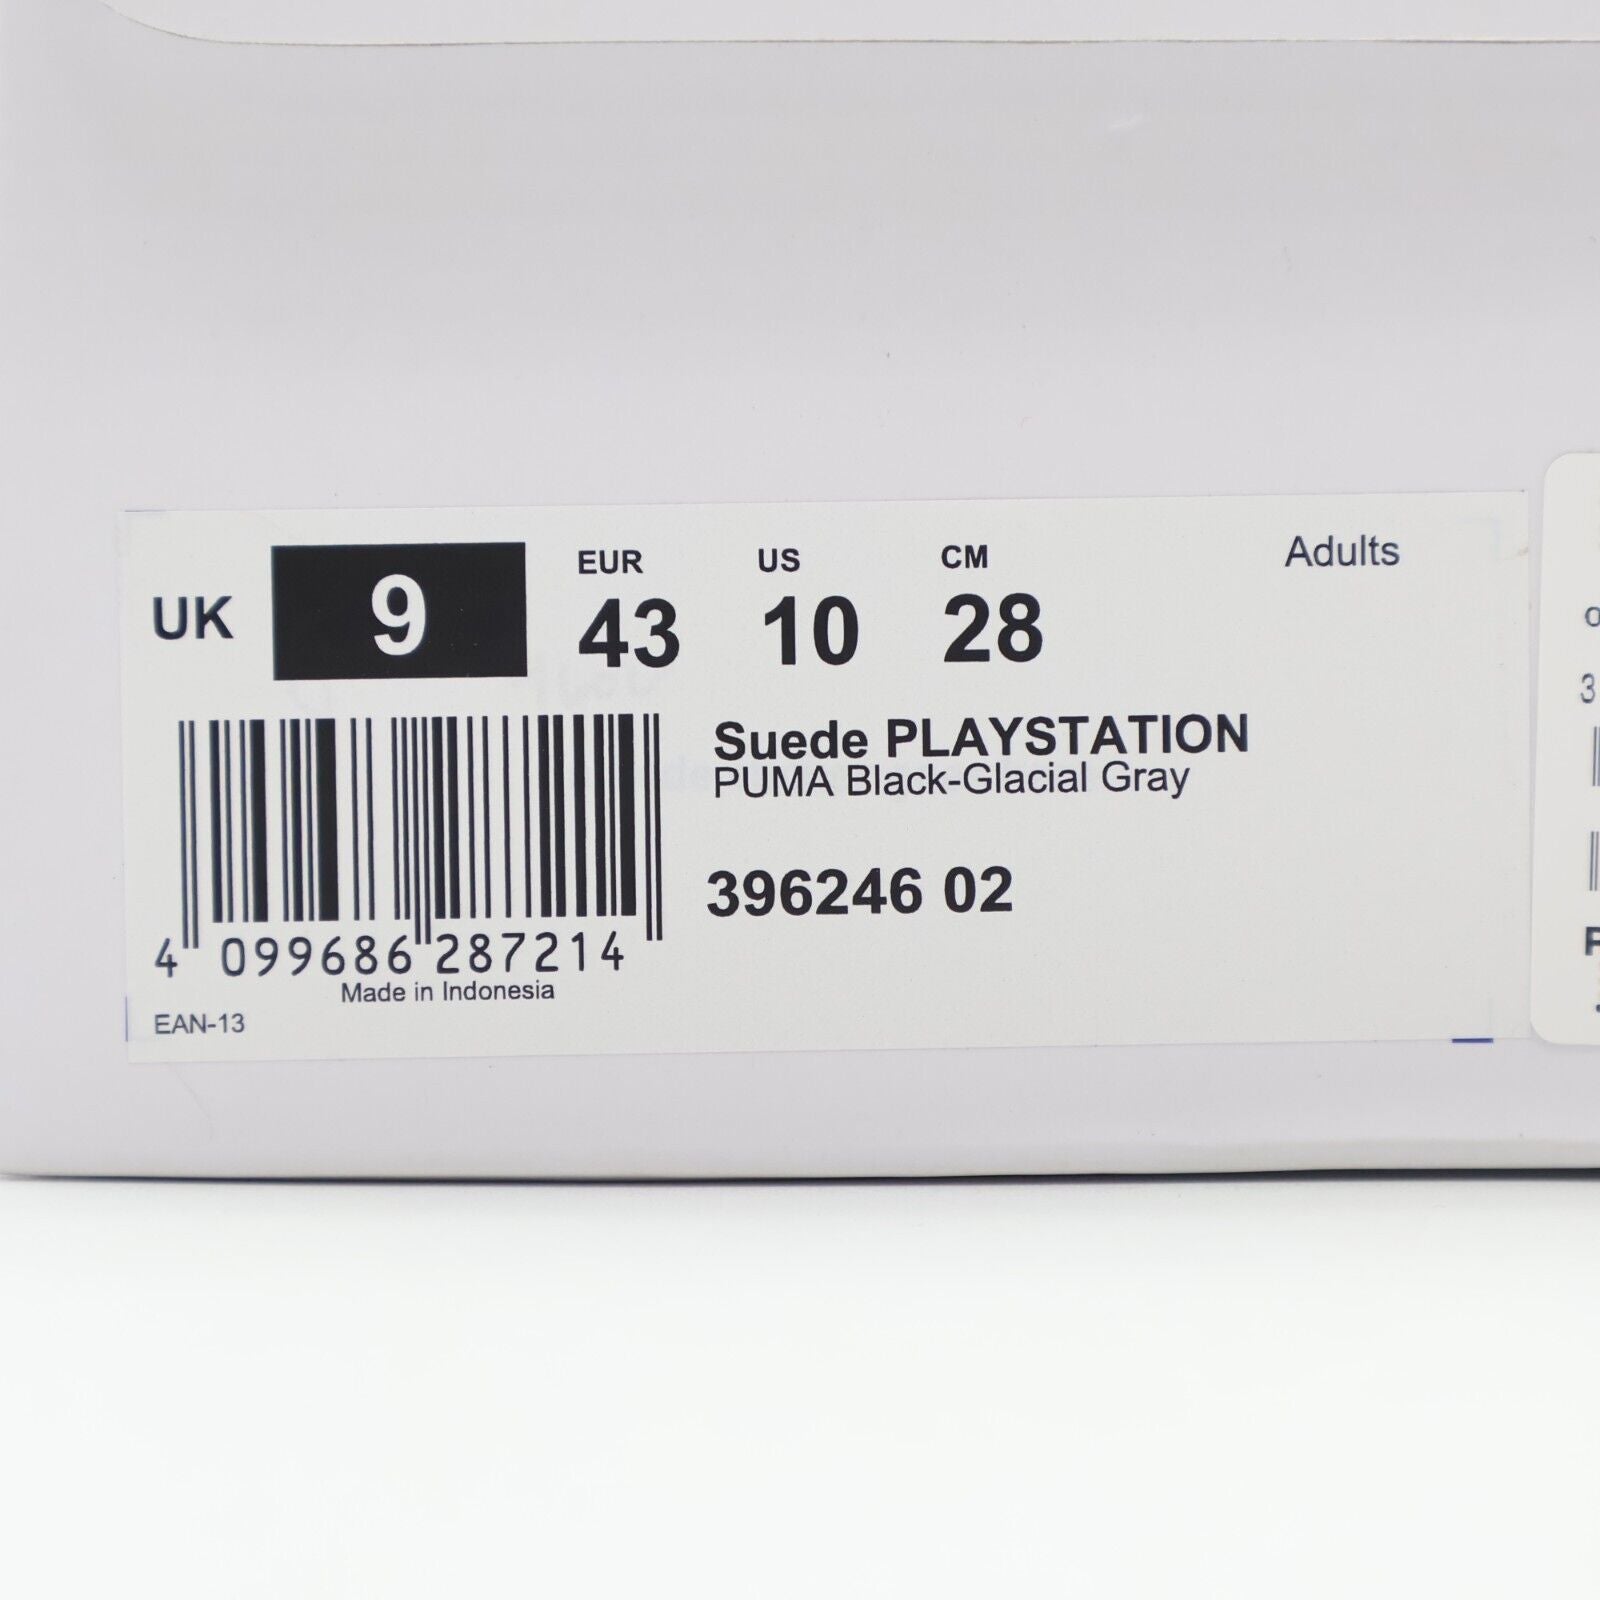 Adults
UK 9 EUR 43 US 10 CM 28
Suede PLAYSTATION
PUMA Black-Glacial Gray
396246 02
4 099686 287214
Made in Indonesia
EAN-13